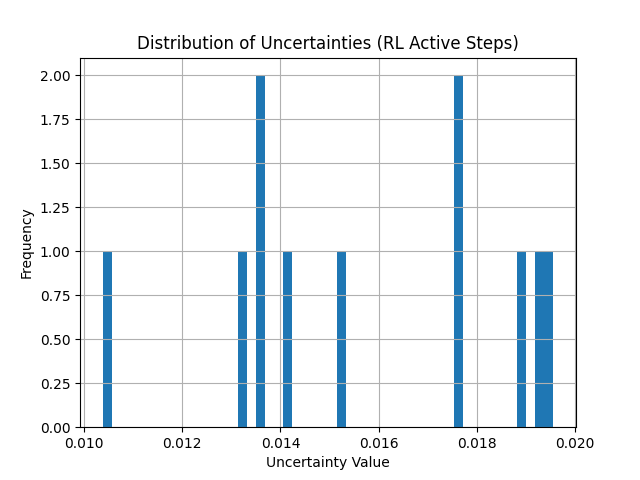 Distribution of Uncertainties (RL Active Steps)
2.00
1.75
1.50
1.25
1.00
0.75
0.50
0.25
0.00
Frequency
0.010 0.012 0.014 0.016 0.018 0.020
Uncertainty Value